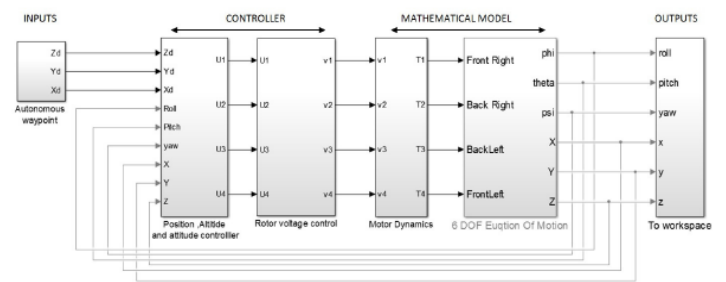 INPUTS
CONTROLLER
MATHEMATICAL MODEL
OUTPUTS
Zd
Yd
Xd
Autonomous
waypoint
Zd
Yd
Xd
Roll
Pitch
yaw
X
Y
Z
U1
U2
U3
U4
Position ,Altitide
and attitude controlller
U1
U2
U3
U4
v1
v2
v3
v4
Rotor voltage control
v1
v2
v3
v4
T1
T2
T3
T4
Motor Dynamics
Front Right
Back Right
BackLeft
FrontLeft
phi
theta
psi
X
Y
Z
6 DOF Euqtion Of Motion
roll
pitch
yaw
x
y
z
To workspace